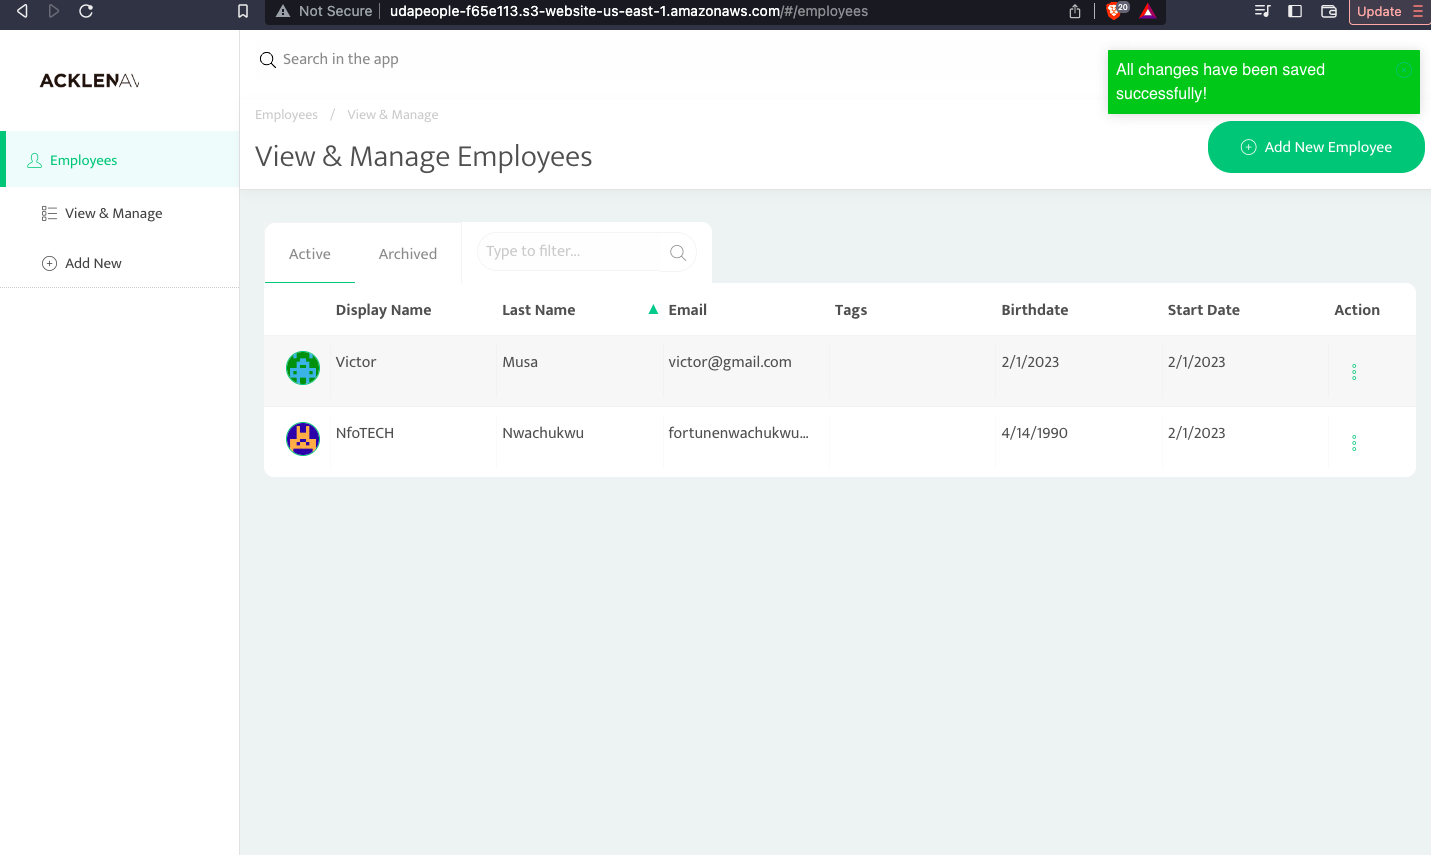 Not Secure udapeople-f65e113.s3-website-us-east-1.amazonaws.com/#/employees 20 Update
ACKLENAV
Search in the app
All changes have been saved
successfully!
Employees / View & Manage
View & Manage Employees
Add New Employee
Employees
View & Manage
Add New
Active Archived Type to filter...
Display Name Last Name Email Tags Birthdate Start Date Action
Victor Musa victor@gmail.com 2/1/2023 2/1/2023
NfoTECH Nwachukwu fortunenwachukwu... 4/14/1990 2/1/2023